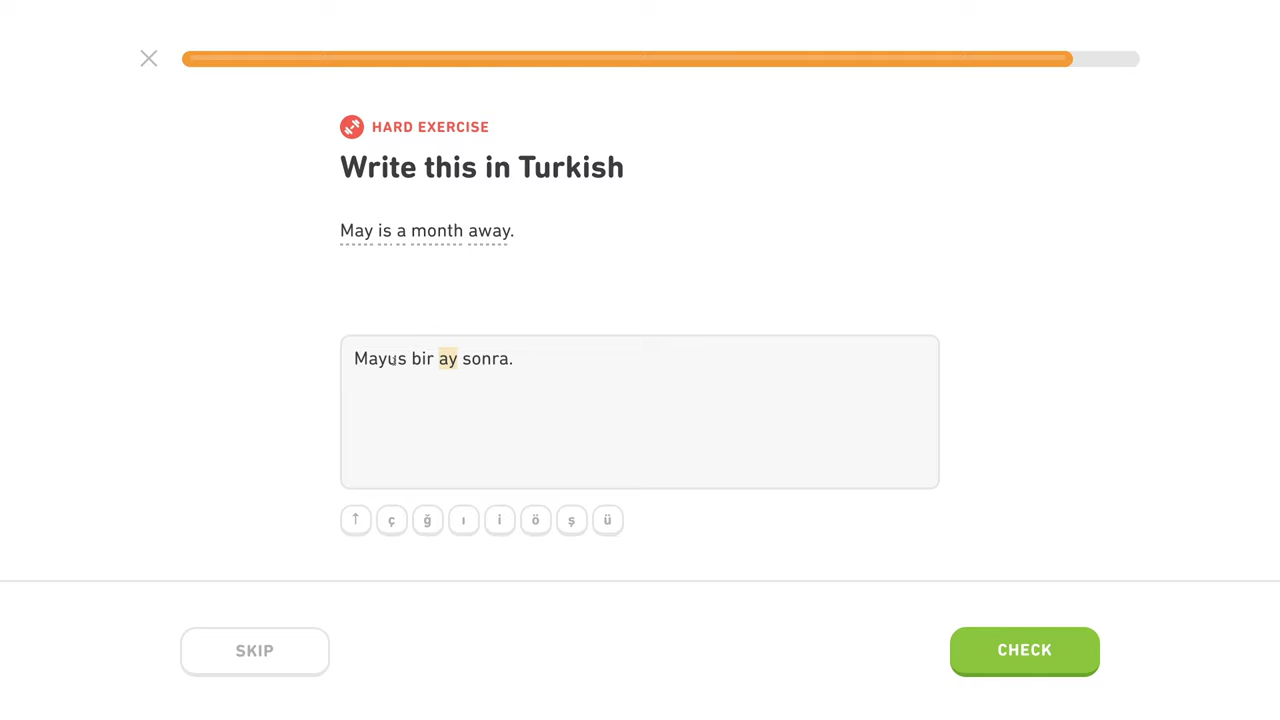 HARD EXERCISE
Write this in Turkish
May is a month away.
Mayıs bir ay sonra.
↑ ç ğ ı i ö ş ü
SKIP
CHECK